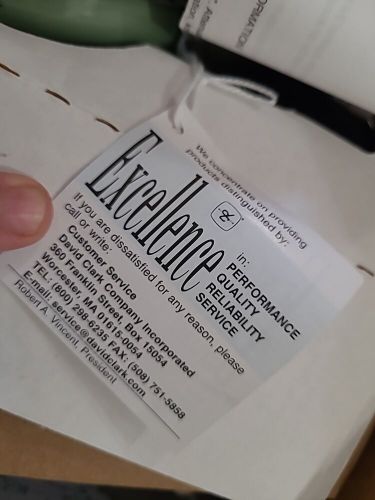 FORMATION
We concentrate on providing
products distinguished by:
Excellence
in:
PERFORMANCE
QUALITY
RELIABILITY
SERVICE
If you are dissatisfied for any reason, please
call or write:
Customer Service
David Clark Company Incorporated
360 Franklin Street, Box 15054
Worcester, MA 01615-0054
TEL: (800) 298-6235 FAX: (508) 751-5858
E-mail: service@davidclark.com
Robert A. Vincent, President